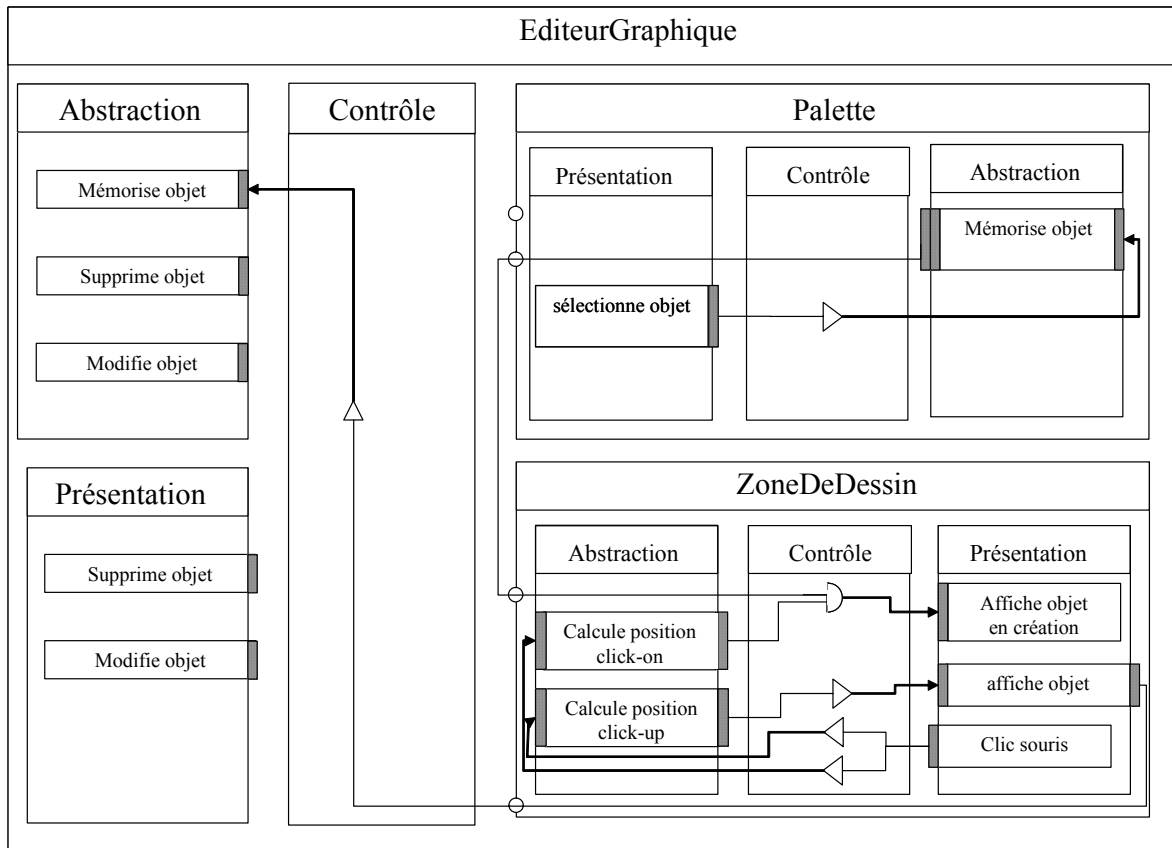 EditeurGraphique
Abstraction
Mémorise objet
Supprime objet
Modifie objet
Présentation
Supprime objet
Modifie objet
Contrôle
Palette
Présentation
sélectionne objet
Contrôle
Abstraction
Mémorise objet
ZoneDeDessin
Abstraction
Calcule position
click-on
Calcule position
click-up
Contrôle
Présentation
Affiche objet
en création
affiche objet
Clic souris